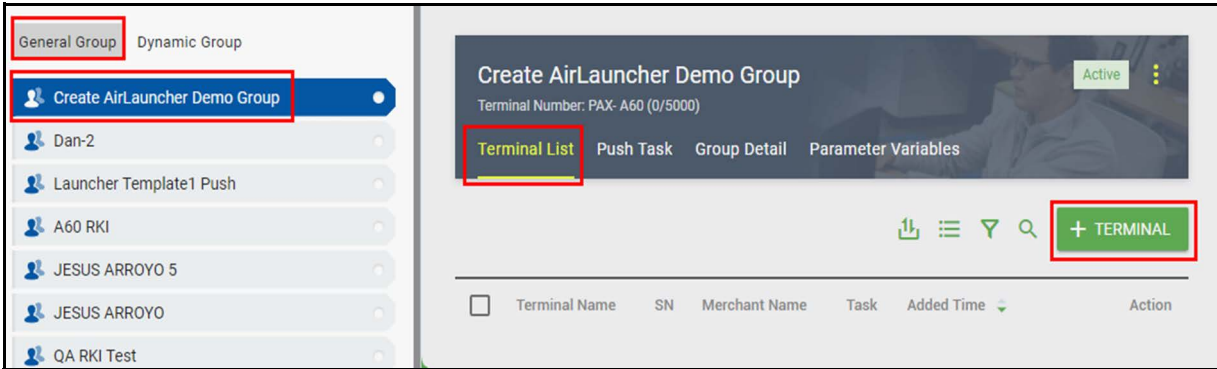 General Group Dynamic Group
Create AirLauncher Demo Group
Dan-2
Launcher Template1 Push
A60 RKI
JESUS ARROYO 5
JESUS ARROYO
QA RKI Test
Create AirLauncher Demo Group
Active
Terminal Number: PAX- A60 (0/5000)
Terminal List Push Task Group Detail Parameter Variables
+ TERMINAL
Terminal Name SN Merchant Name Task Added Time Action